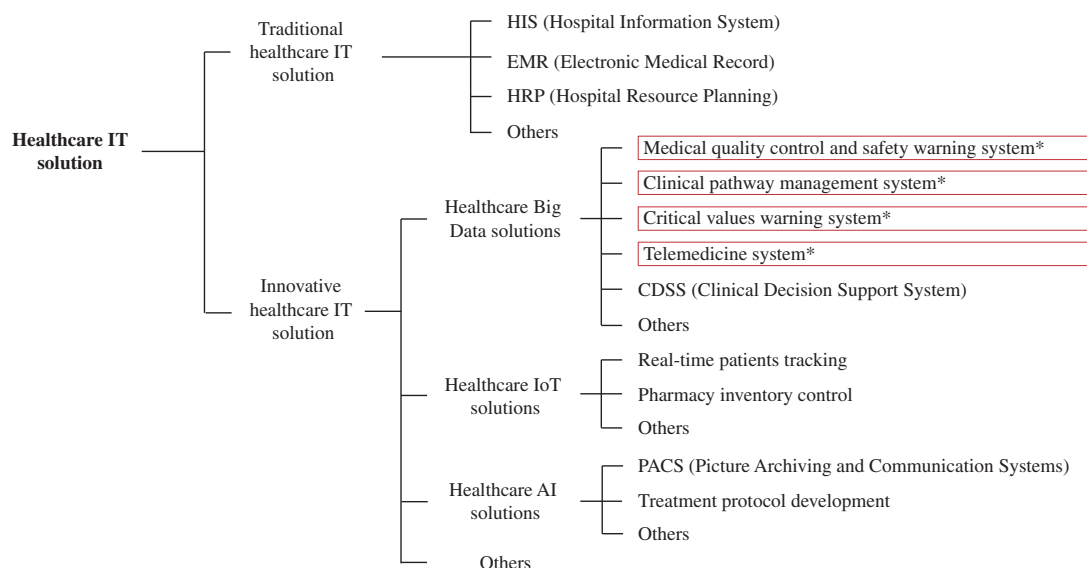 Healthcare IT
solution
Traditional
healthcare IT
solution
HIS (Hospital Information System)
EMR (Electronic Medical Record)
HRP (Hospital Resource Planning)
Others
Innovative
healthcare IT
solution
Healthcare Big
Data solutions
Medical quality control and safety warning system*
Clinical pathway management system*
Critical values warning system*
Telemedicine system*
CDSS (Clinical Decision Support System)
Others
Healthcare IoT
solutions
Real-time patients tracking
Pharmacy inventory control
Others
Healthcare AI
solutions
PACS (Picture Archiving and Communication Systems)
Treatment protocol development
Others
Others